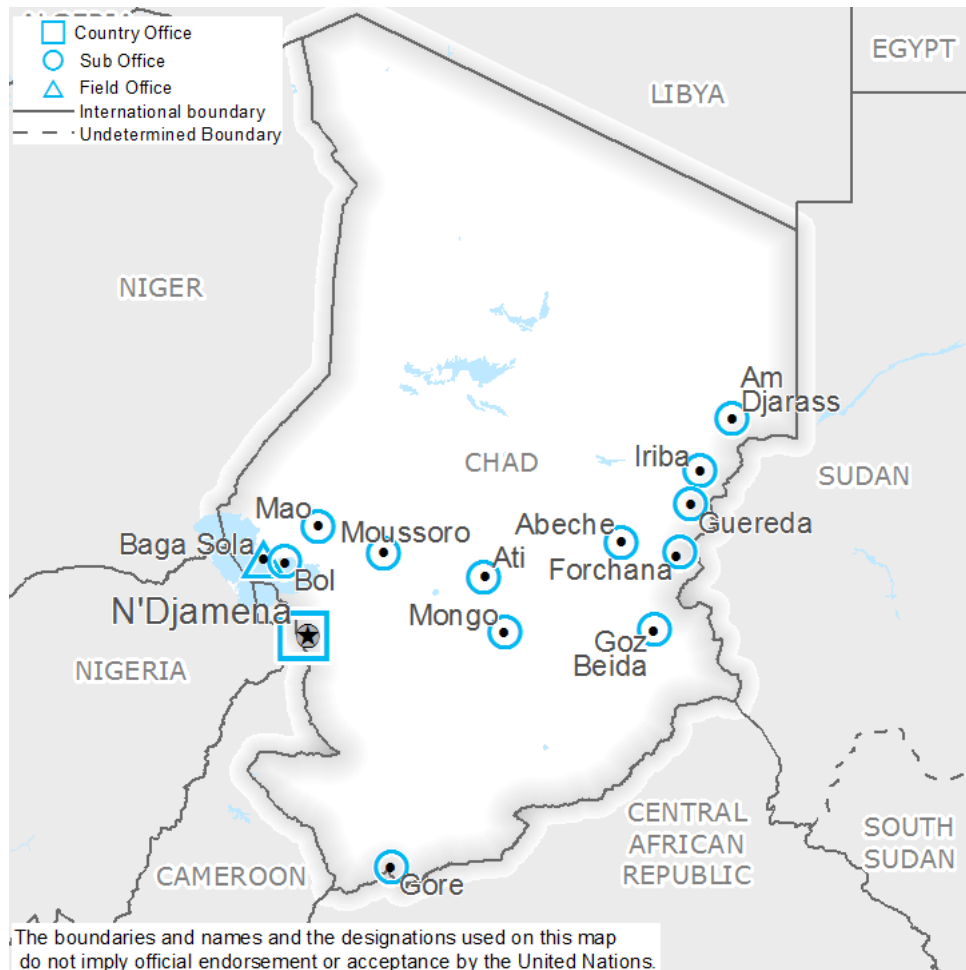 ALGERIA
Country Office
Sub Office
Field Office
International boundary
Undetermined Boundary
EGYPT
LIBYA
NIGER
Am
Djarass
CHAD
Iriba
SUDAN
Mao
Guereda
Moussoro
Abeche
Baga Sola
Ati
Forchana
Bol
N'Djamena
Mongo
Goz
Beida
NIGERIA
CENTRAL
AFRICAN
REPUBLIC
SOUTH
SUDAN
CAMEROON
Gore
The boundaries and names and the designations used on this map
do not imply official endorsement or acceptance by the United Nations.